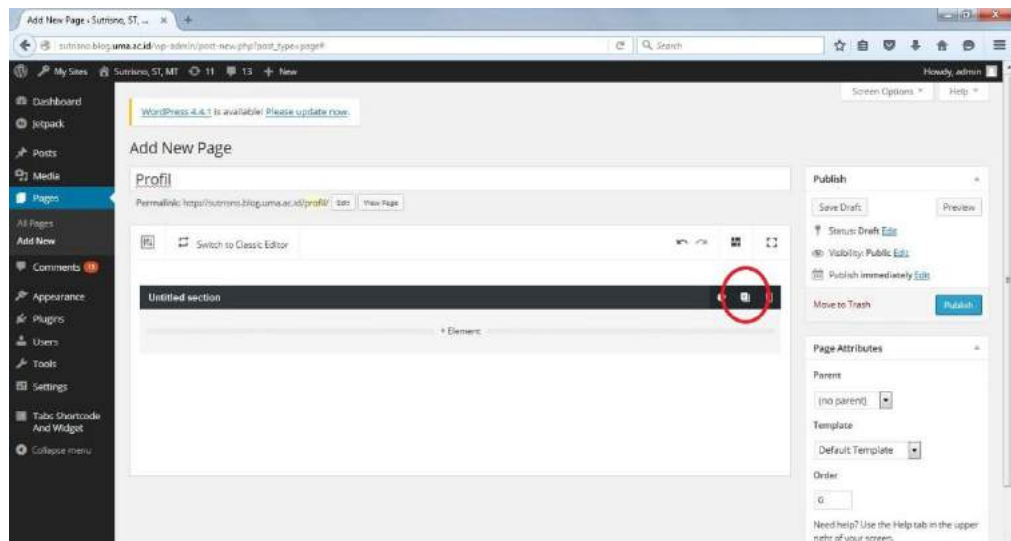 Add New Page ‹ Sutrisno, ST, ...
sutrisno.blog.uma.ac.id/wp-admin/post-new.php?post_type=page#
Search
My Sites Sutrisno, ST, MT 11 13 + New
Howdy, admin
Screen Options
Help
Dashboard
Jetpack
Posts
Media
Pages
All Pages
Add New
Comments
Appearance
Plugins
Users
Tools
Settings
Tabs Shortcode
And Widget
Collapse menu
WordPress 4.4.1 is available! Please update now.
Add New Page
Profil
Permalink: http://sutrisno.blog.uma.ac.id/profil/ Edit View Page
Switch to Classic Editor
Untitled section
+ Element
Publish
Save Draft
Preview
Status: Draft Edit
Visibility: Public Edit
Publish immediately Edit
Move to Trash
Publish
Page Attributes
Parent
(no parent)
Template
Default Template
Order
0
Need help? Use the Help tab in the upper
right of your screen.